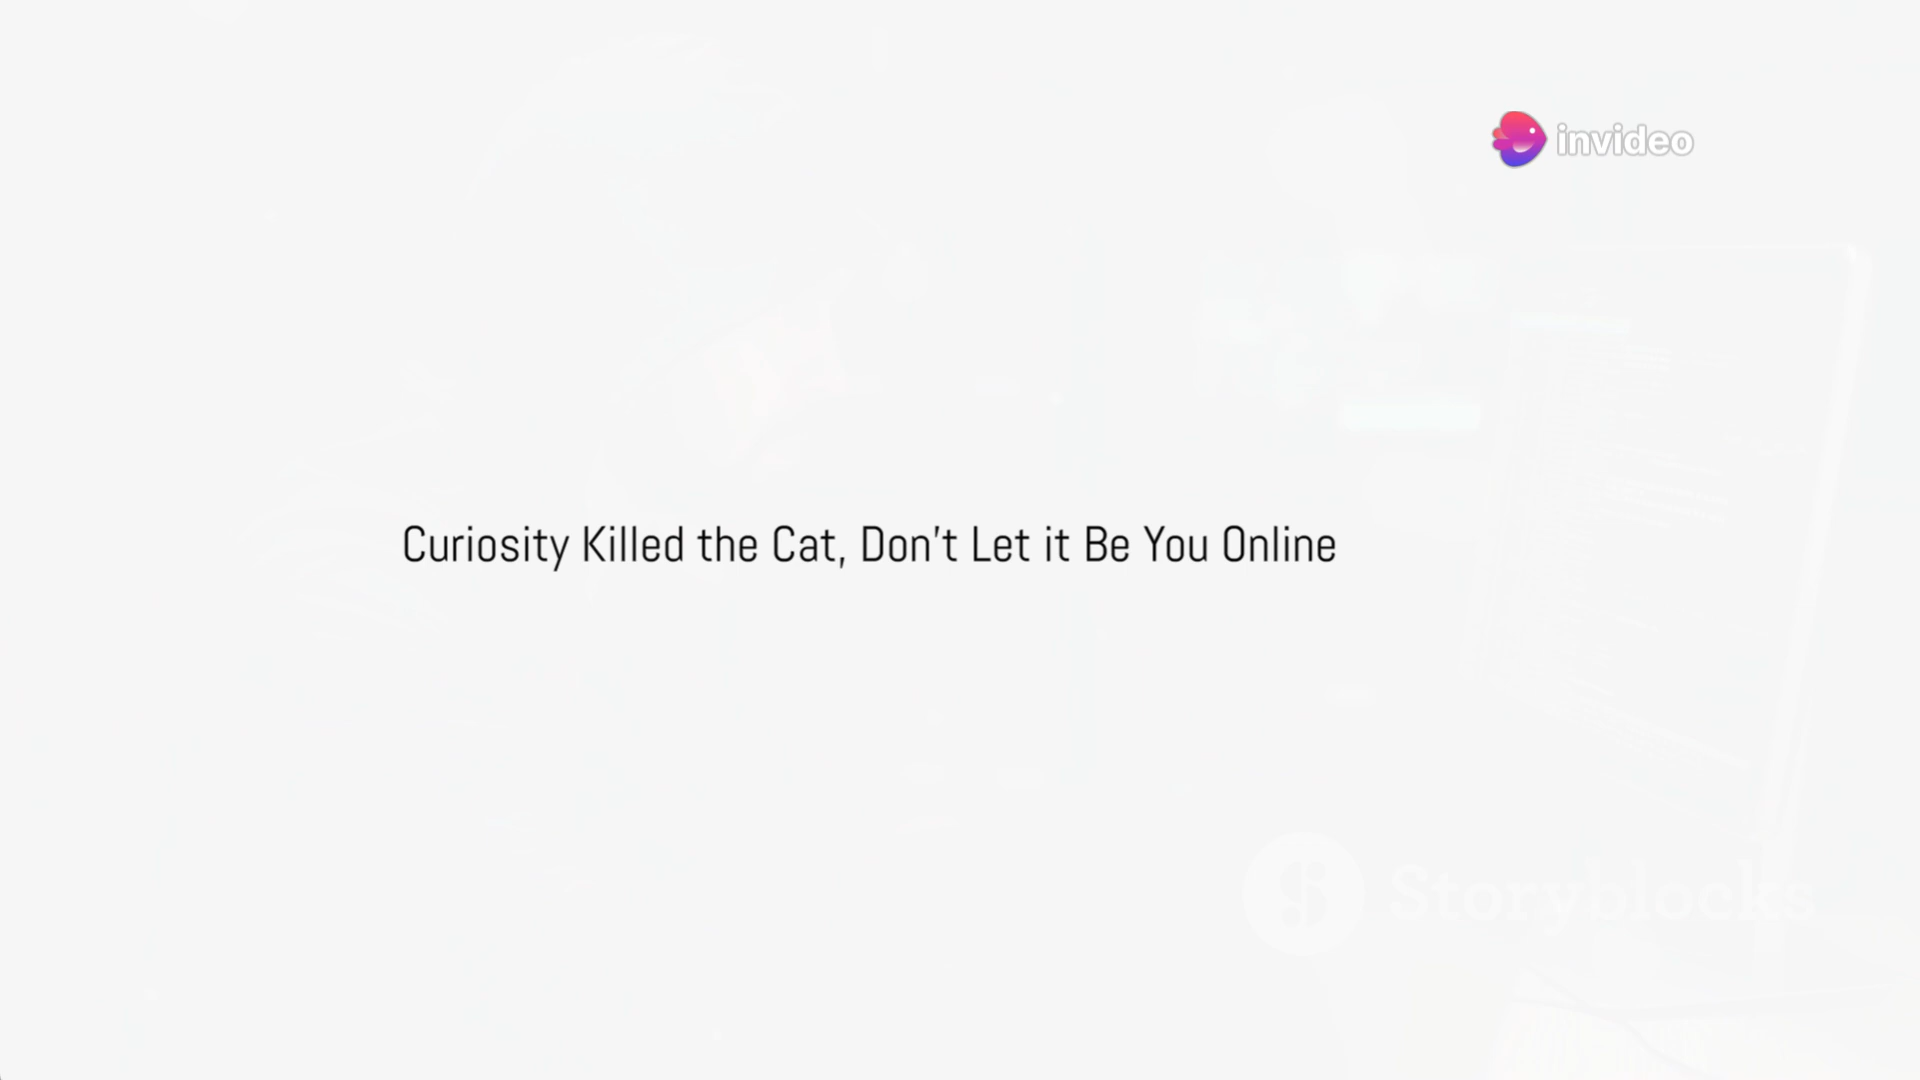 invideo
Curiosity Killed the Cat, Don't Let it Be You Online
Storyblocks